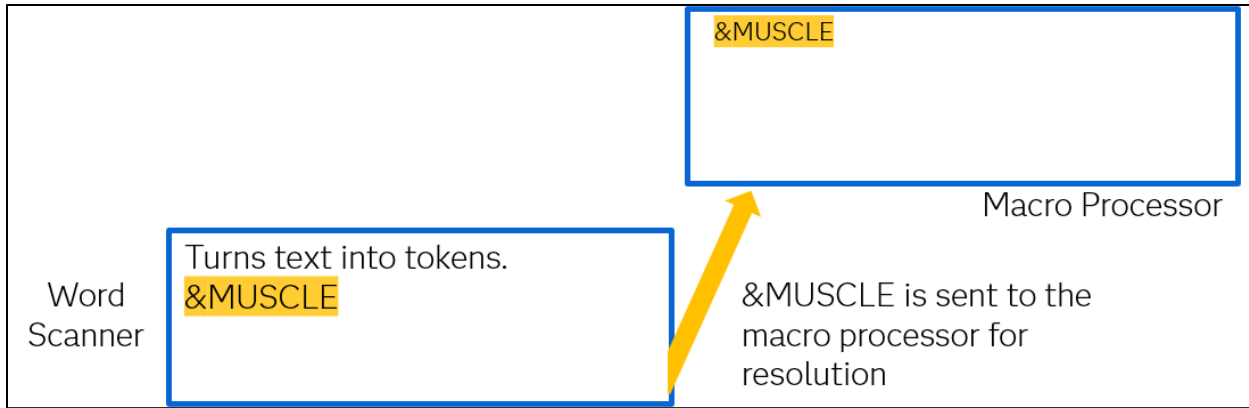 &MUSCLE
Macro Processor
Turns text into tokens.
&MUSCLE
Word
Scanner
&MUSCLE is sent to the
macro processor for
resolution